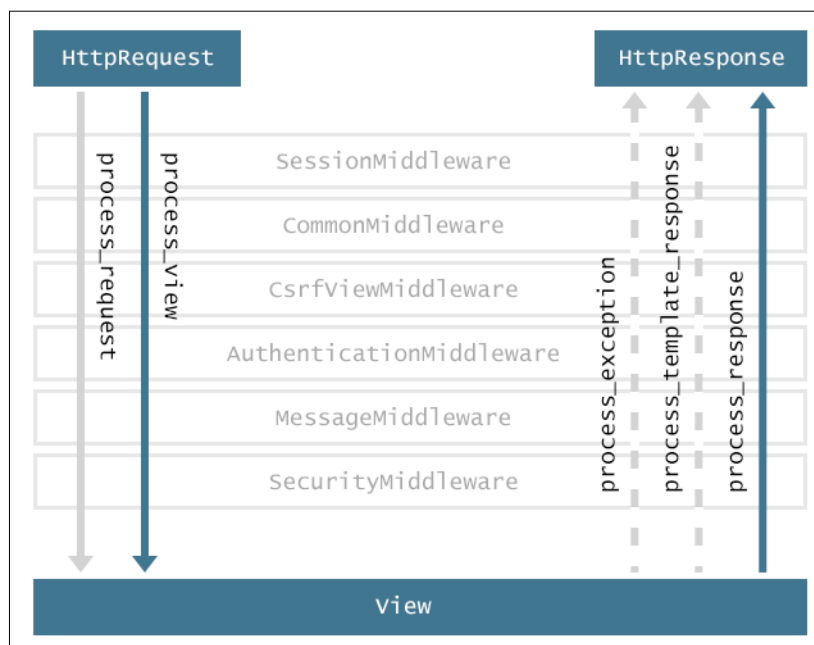 HttpRequest
HttpResponse
process_request
process_view
SessionMiddleware
CommonMiddleware
CsrfViewMiddleware
AuthenticationMiddleware
MessageMiddleware
SecurityMiddleware
process_exception
process_template_response
process_response
View